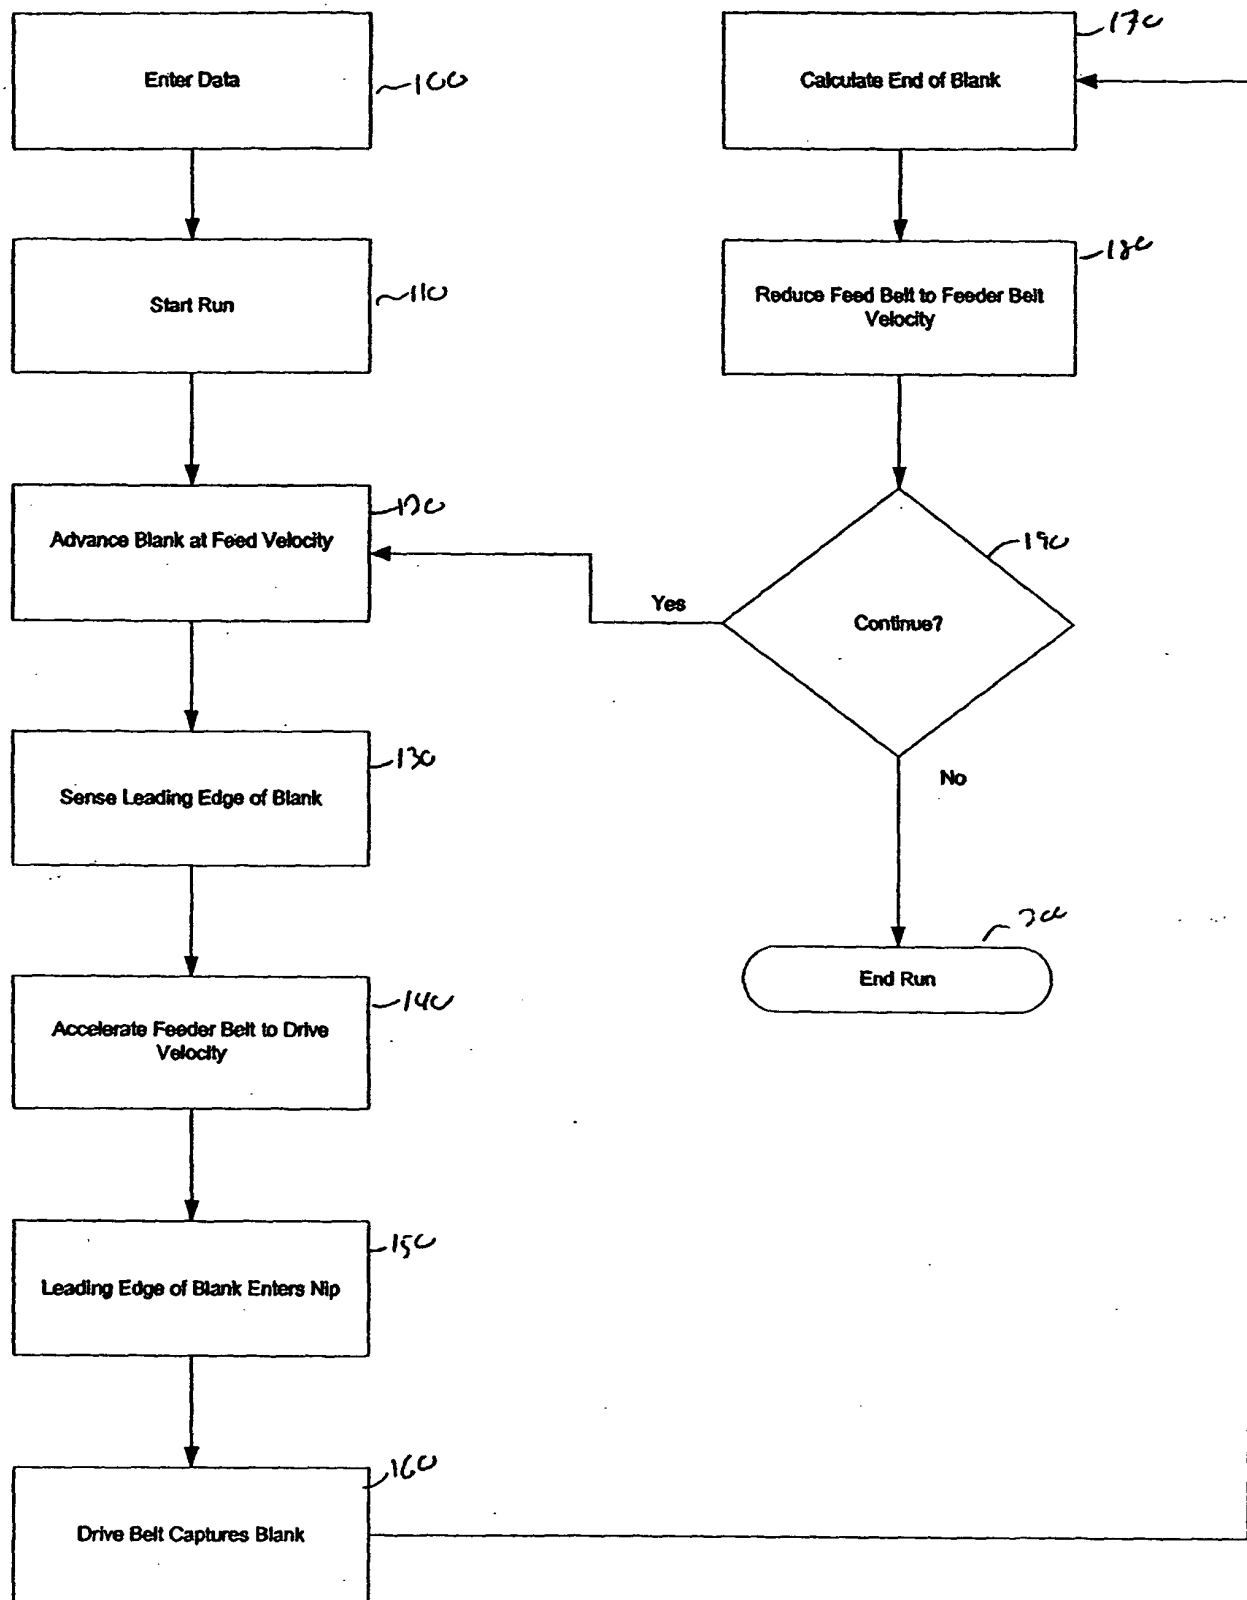 Enter Data
100
Start Run
110
Advance Blank at Feed Velocity
120
Sense Leading Edge of Blank
130
Accelerate Feeder Belt to Drive
Velocity
140
Leading Edge of Blank Enters Nip
150
Drive Belt Captures Blank
160
Calculate End of Blank
170
Reduce Feed Belt to Feeder Belt
Velocity
180
Continue?
190
Yes
No
End Run
200